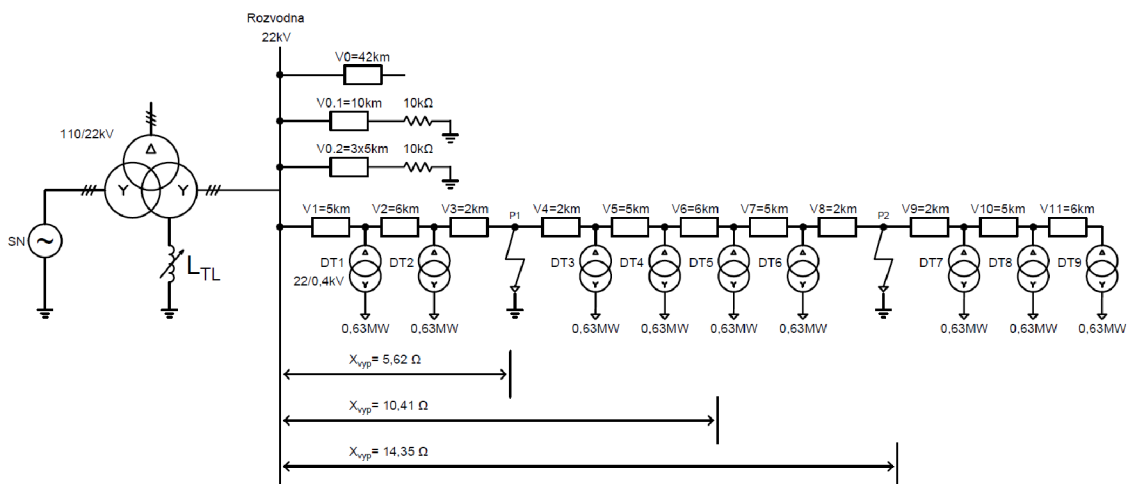 Rozvodna
22kV
V0=42km
V0.1=10km
10kΩ
V0.2=3x5km
10kΩ
110/22kV
Δ
Y
Y
SN
L_TL
V1=5km
V2=6km
V3=2km
P1
V4=2km
V5=5km
V6=6km
V7=5km
V8=2km
P2
V9=2km
V10=5km
V11=6km
DT1
22/0,4kV
DT2
DT3
DT4
DT5
DT6
DT7
DT8
DT9
Δ Δ Δ Δ Δ Δ Δ Δ Δ
Y Y Y Y Y Y Y Y Y
0,63MW
0,63MW
0,63MW
0,63MW
0,63MW
0,63MW
0,63MW
0,63MW
0,63MW
X_vyp = 5,62 Ω
X_vyp = 10,41 Ω
X_vyp = 14,35 Ω